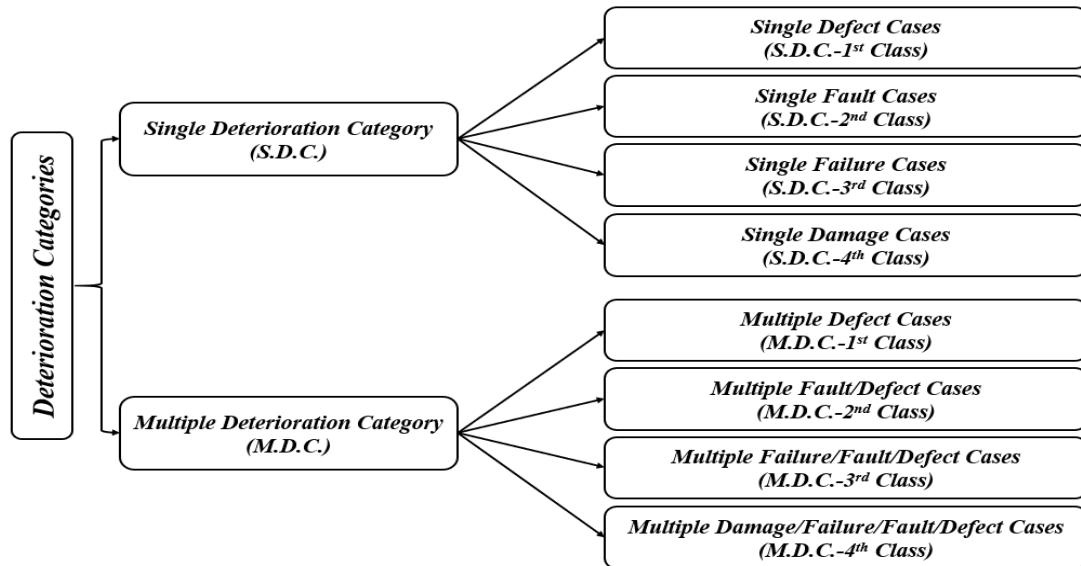 Deterioration Categories
Single Deterioration Category
(S.D.C.)
Single Defect Cases
(S.D.C.-1st Class)
Single Fault Cases
(S.D.C.-2nd Class)
Single Failure Cases
(S.D.C.-3rd Class)
Single Damage Cases
(S.D.C.-4th Class)
Multiple Deterioration Category
(M.D.C.)
Multiple Defect Cases
(M.D.C.-1st Class)
Multiple Fault/Defect Cases
(M.D.C.-2nd Class)
Multiple Failure/Fault/Defect Cases
(M.D.C.-3rd Class)
Multiple Damage/Failure/Fault/Defect Cases
(M.D.C.-4th Class)